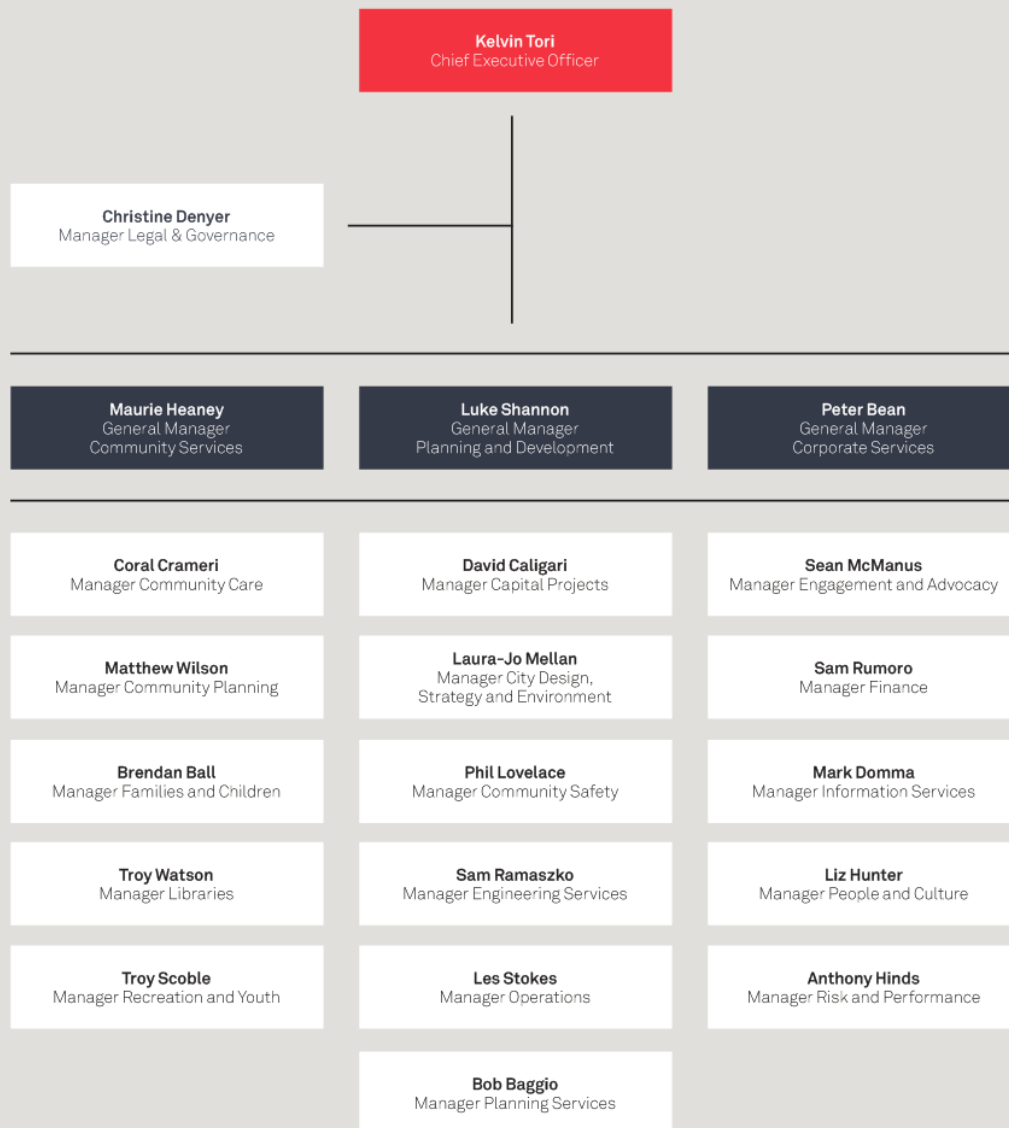 Kelvin Tori
Chief Executive Officer
Christine Denyer
Manager Legal & Governance
Maurie Heaney
General Manager
Community Services
Luke Shannon
General Manager
Planning and Development
Peter Bean
General Manager
Corporate Services
Coral Crameri
Manager Community Care
David Caligari
Manager Capital Projects
Sean McManus
Manager Engagement and Advocacy
Matthew Wilson
Manager Community Planning
Laura-Jo Mellan
Manager City Design,
Strategy and Environment
Sam Rumoro
Manager Finance
Brendan Ball
Manager Families and Children
Phil Lovelace
Manager Community Safety
Mark Domma
Manager Information Services
Troy Watson
Manager Libraries
Sam Ramaszko
Manager Engineering Services
Liz Hunter
Manager People and Culture
Troy Scoble
Manager Recreation and Youth
Les Stokes
Manager Operations
Anthony Hinds
Manager Risk and Performance
Bob Baggio
Manager Planning Services